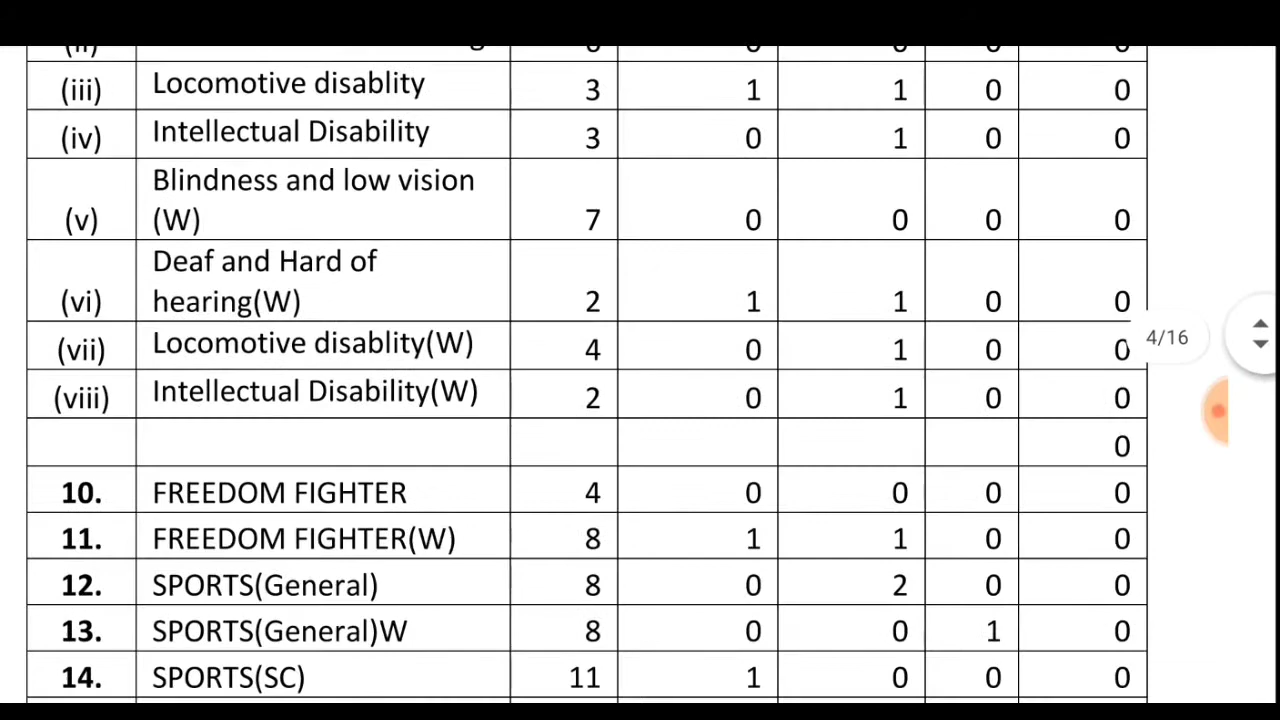 (iii) Locomotive disablity 3 1 1 0 0
(iv) Intellectual Disability 3 0 1 0 0
Blindness and low vision
(v) (W) 7 0 0 0 0
Deaf and Hard of
(vi) hearing(W) 2 1 1 0 0
(vii) Locomotive disablity(W) 4 0 1 0 0
4/16
(viii) Intellectual Disability(W) 2 0 1 0 0
0
10. FREEDOM FIGHTER 4 0 0 0 0
11. FREEDOM FIGHTER(W) 8 1 1 0 0
12. SPORTS(General) 8 0 2 0 0
13. SPORTS(General)W 8 0 0 1 0
14. SPORTS(SC) 11 1 0 0 0